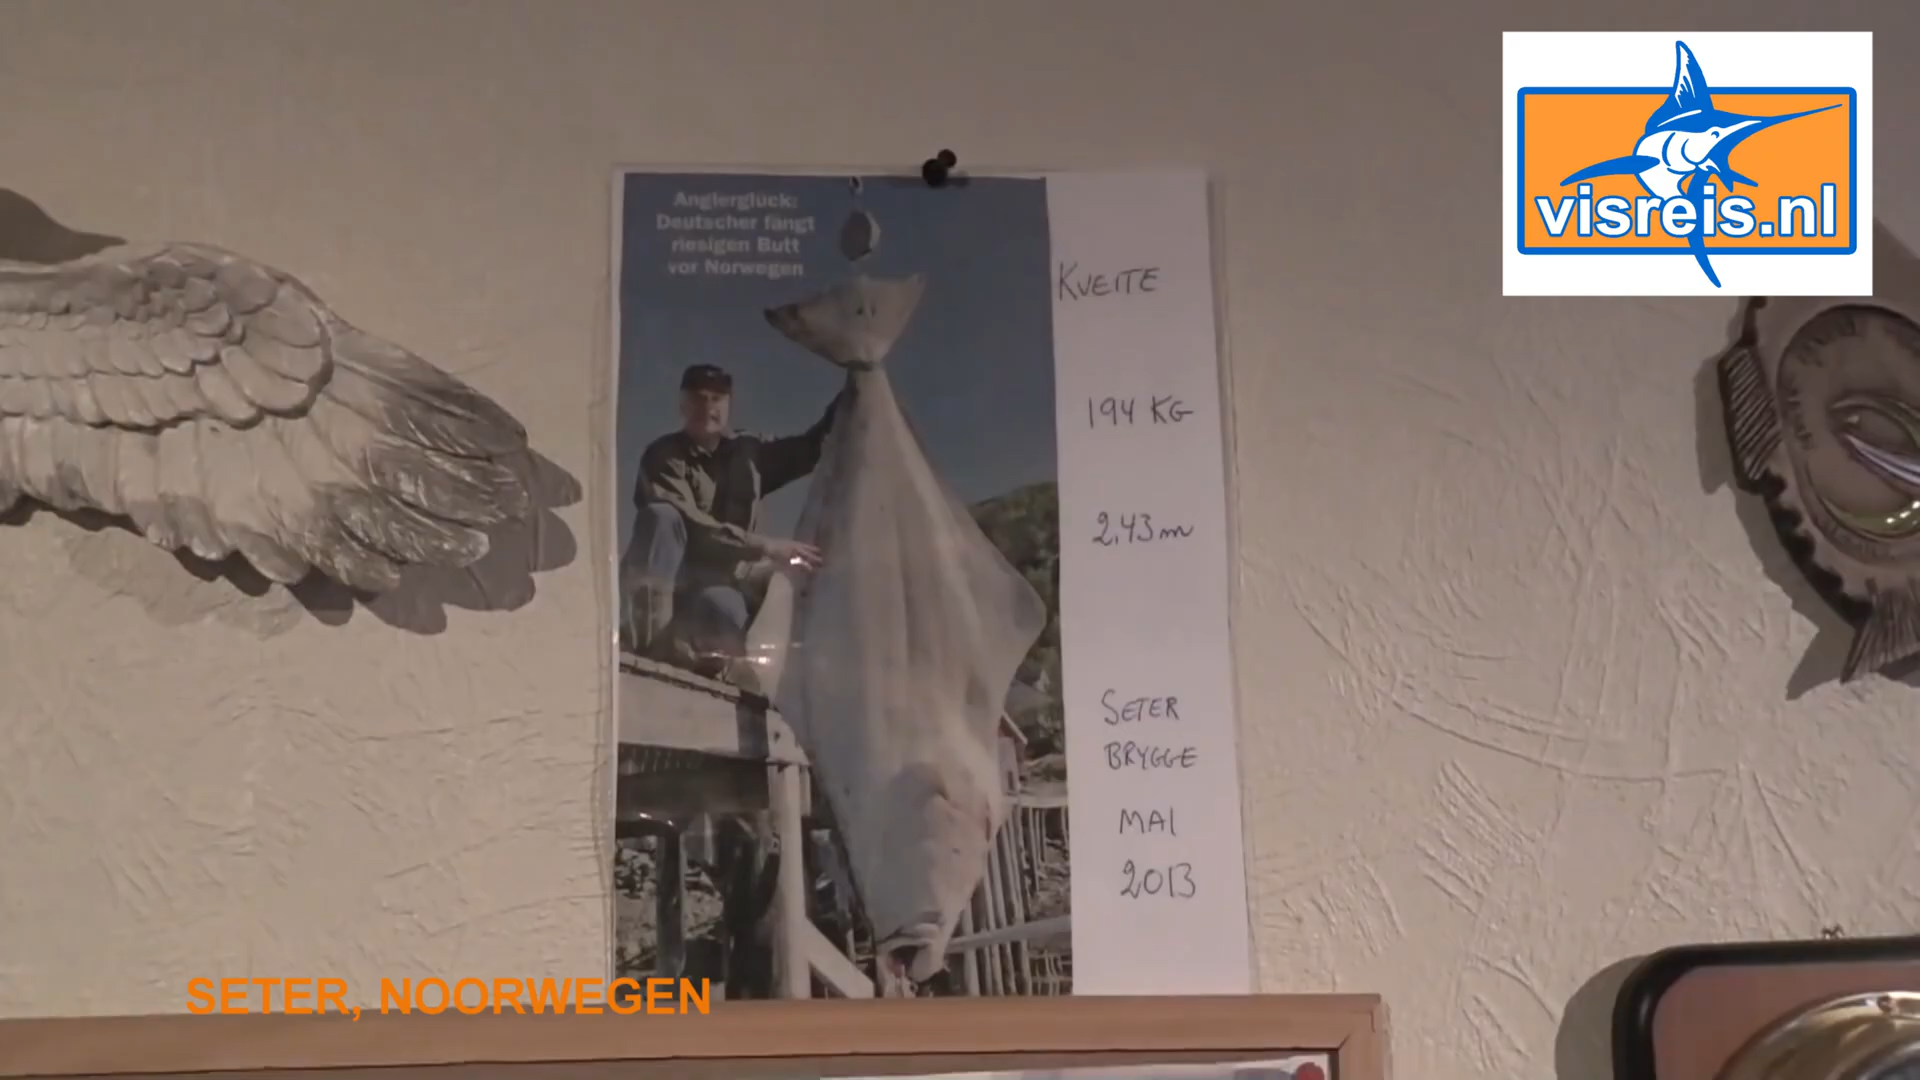 visreis.nl
Anglerglück:
Deutscher fängt
riesigen Butt
vor Norwegen
KVEITE
194 KG
2,43m
SETER
BRYGGE
MAI
2013
SETER, NOORWEGEN